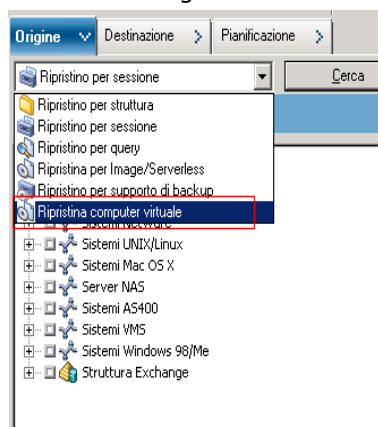 Origine Destinazione Pianificazione
Ripristino per sessione Cerca
Ripristino per struttura
Ripristino per sessione
Ripristino per query
Ripristina per Image/Serverless
Ripristino per supporto di backup
Ripristina computer virtuale
Sistemi NetWare
Sistemi UNIX/Linux
Sistemi Mac OS X
Server NAS
Sistemi AS400
Sistemi VMS
Sistemi Windows 98/Me
Struttura Exchange